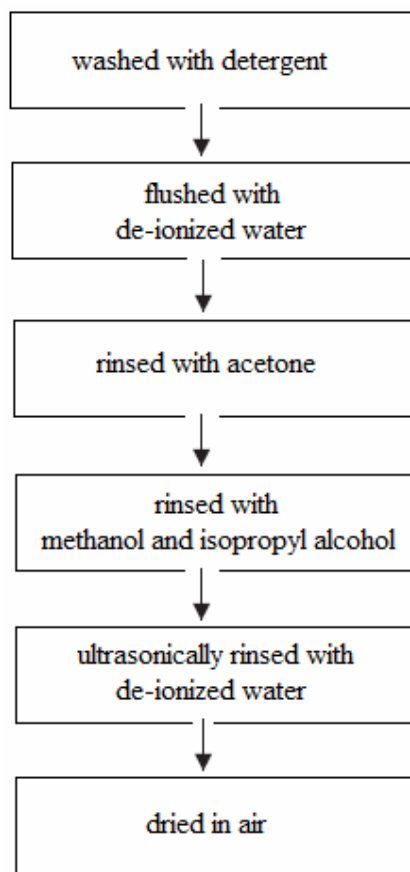 washed with detergent
flushed with
de-ionized water
rinsed with acetone
rinsed with
methanol and isopropyl alcohol
ultrasonically rinsed with
de-ionized water
dried in air